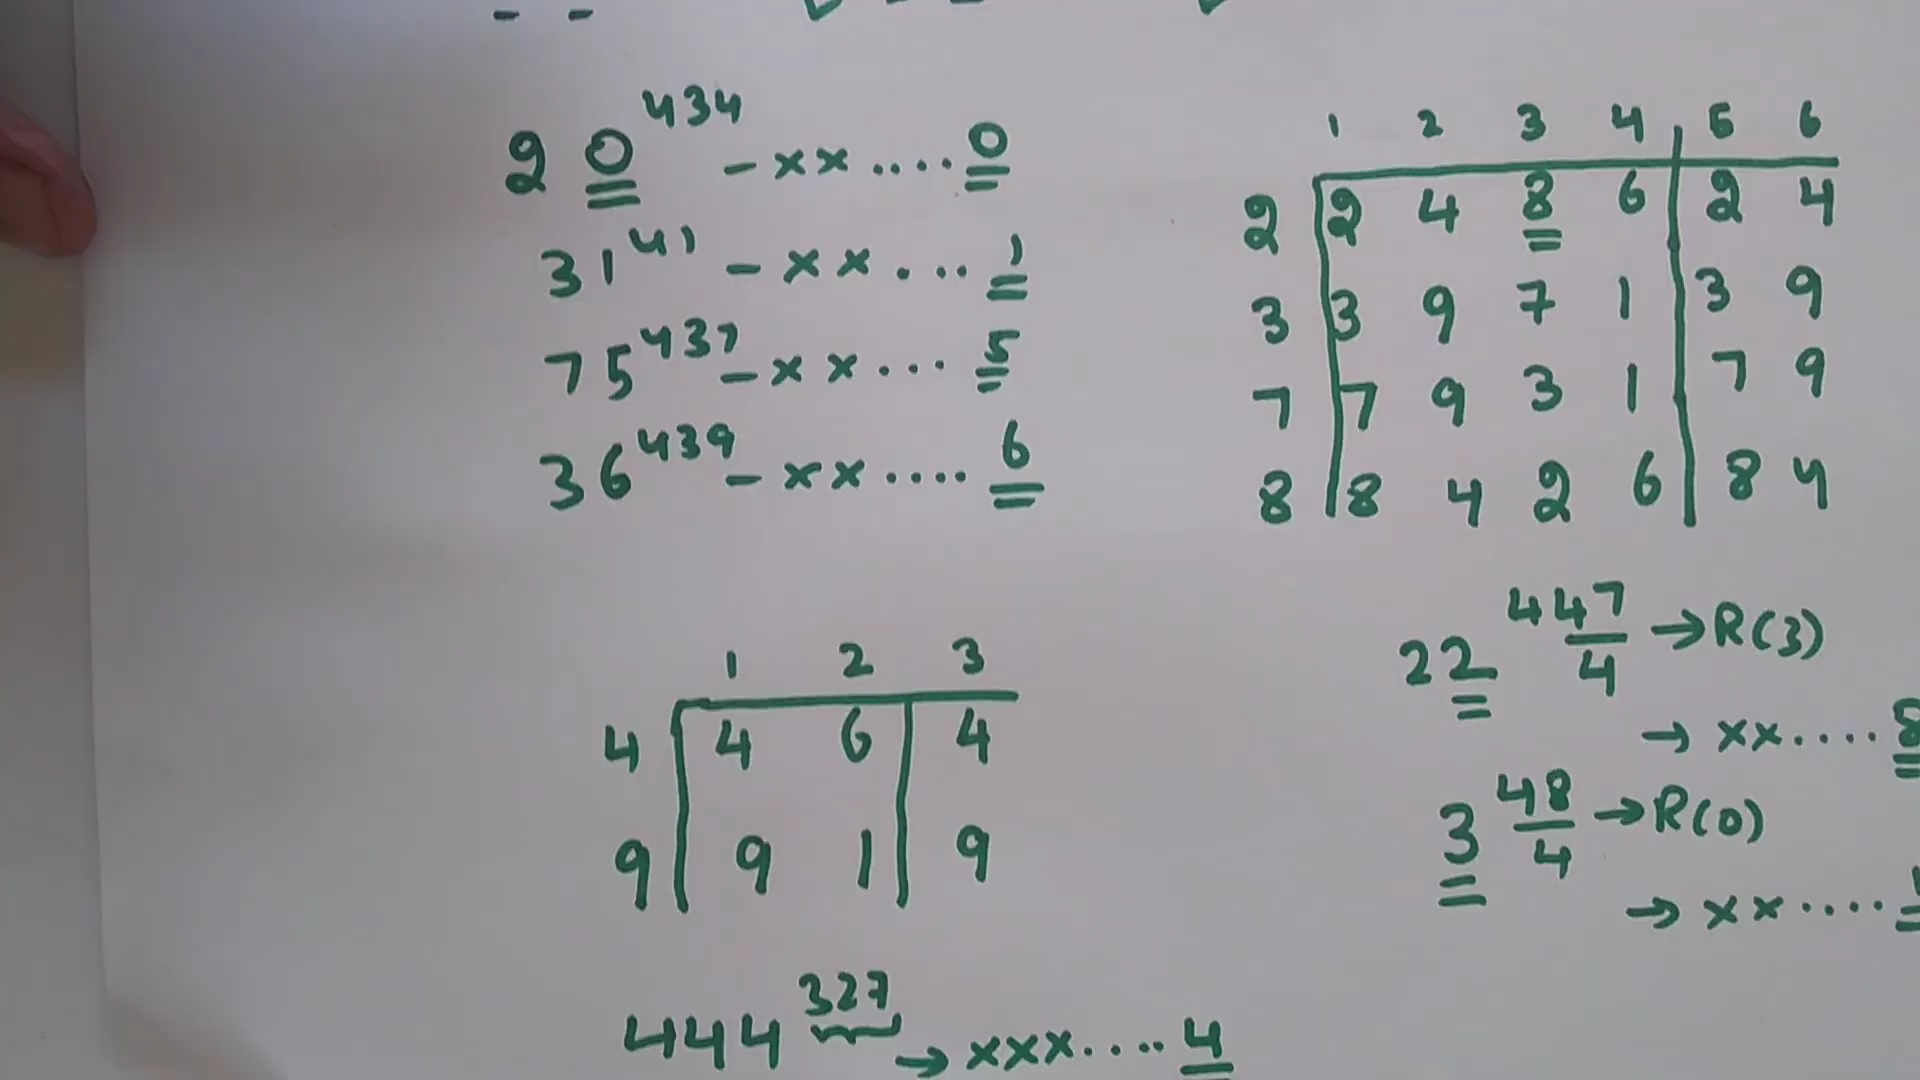 20^434 - xx ....0
31^41 - xx ....1
75^437 - xx ...5
36^439 - xx ....6
1 2 3
4 4 6 4
9 9 1 9
444^327 → xxx....4
1 2 3 4 5 6
2 2 4 8 6 2 4
3 3 9 7 1 3 9
7 7 9 3 1 7 9
8 8 4 2 6 8 4
22^447/4 → R(3)
→ xx....8
3^48/4 → R(0)
→ xx....1